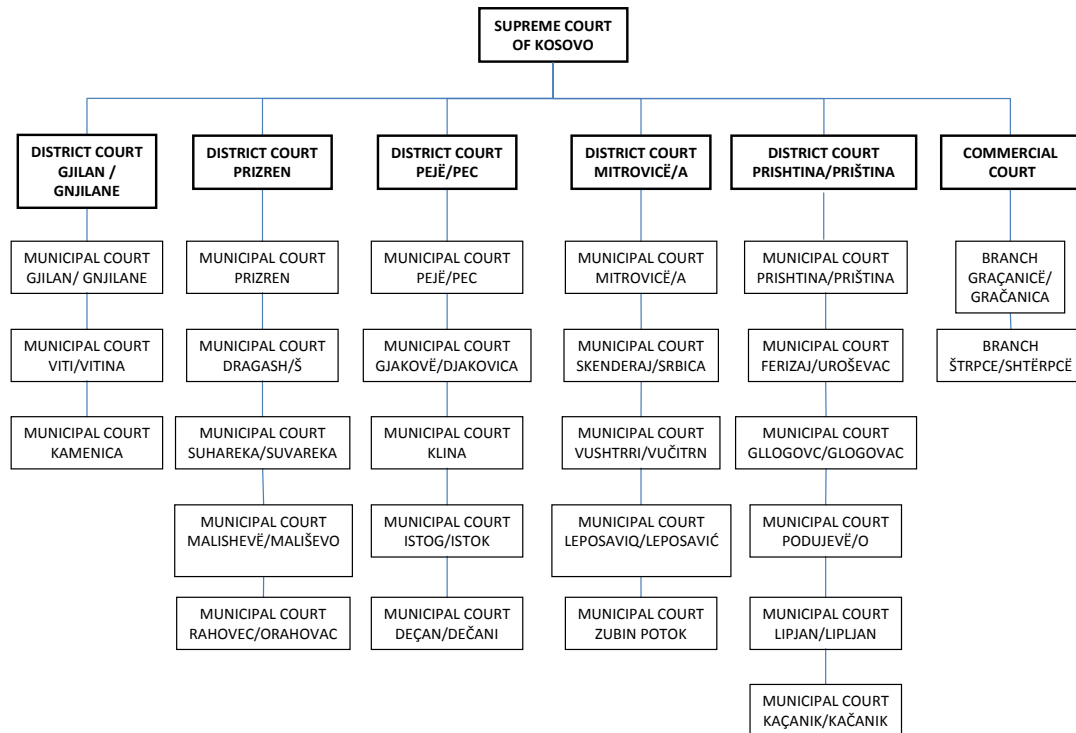 SUPREME COURT
OF KOSOVO
DISTRICT COURT
GJILAN /
GNJILANE
DISTRICT COURT
PRIZREN
DISTRICT COURT
PEJË/PEC
DISTRICT COURT
MITROVICË/A
DISTRICT COURT
PRISHTINA/PRIŠTINA
COMMERCIAL
COURT
MUNICIPAL COURT
GJILAN/ GNJILANE
MUNICIPAL COURT
PRIZREN
MUNICIPAL COURT
PEJË/PEC
MUNICIPAL COURT
MITROVICË/A
MUNICIPAL COURT
PRISHTINA/PRIŠTINA
BRANCH
GRAÇANICË/
GRAČANICA
MUNICIPAL COURT
VITI/VITINA
MUNICIPAL COURT
DRAGASH/Š
MUNICIPAL COURT
GJAKOVË/DJAKOVICA
MUNICIPAL COURT
SKENDERAJ/SRBICA
MUNICIPAL COURT
FERIZAJ/UROŠEVAC
BRANCH
ŠTRPCE/SHTËRPCË
MUNICIPAL COURT
KAMENICA
MUNICIPAL COURT
SUHAREKA/SUVAREKA
MUNICIPAL COURT
KLINA
MUNICIPAL COURT
VUSHTRRI/VUČITRN
MUNICIPAL COURT
GLLOGOVC/GLOGOVAC
MUNICIPAL COURT
MALISHEVË/MALIŠEVO
MUNICIPAL COURT
ISTOG/ISTOK
MUNICIPAL COURT
LEPOSAVIQ/LEPOSAVIĆ
MUNICIPAL COURT
PODUJEVË/O
MUNICIPAL COURT
RAHOVEC/ORAHOVAC
MUNICIPAL COURT
DEÇAN/DEČANI
MUNICIPAL COURT
ZUBIN POTOK
MUNICIPAL COURT
LIPJAN/LIPLJAN
MUNICIPAL COURT
KAÇANIK/KAČANIK